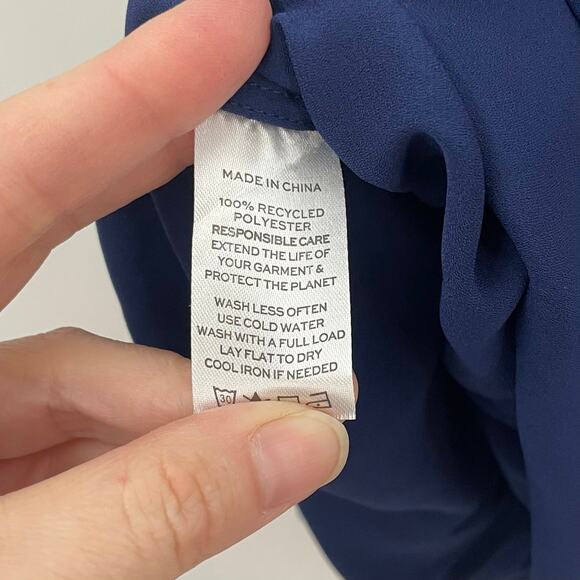 MADE IN CHINA
100% RECYCLED
POLYESTER
RESPONSIBLE CARE
EXTEND THE LIFE OF
YOUR GARMENT &
PROTECT THE PLANET
WASH LESS OFTEN
USE COLD WATER
WASH WITH A FULL LOAD
LAY FLAT TO DRY
COOL IRON IF NEEDED
30